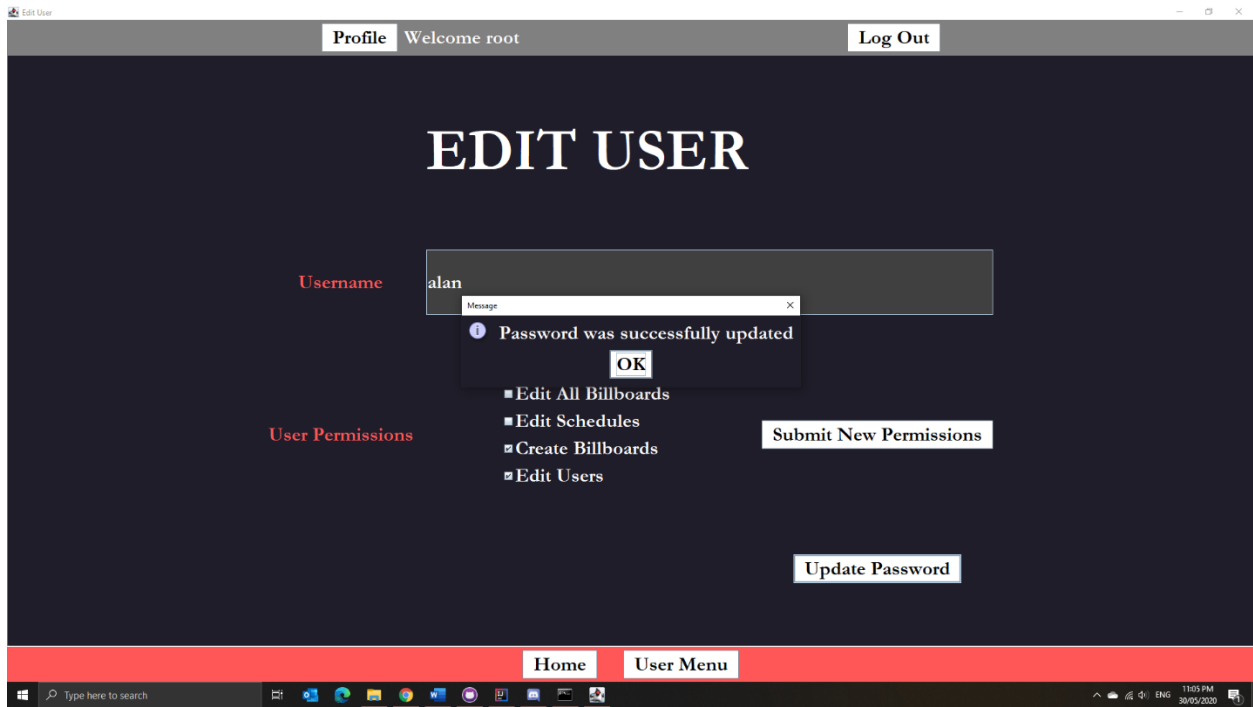 Edit User
Profile Welcome root Log Out
EDIT USER
Username alan
Message
Password was successfully updated
OK
Edit All Billboards
Edit Schedules
User Permissions Submit New Permissions
Create Billboards
Edit Users
Update Password
Home User Menu
Type here to search ENG 11:05 PM
30/05/2020